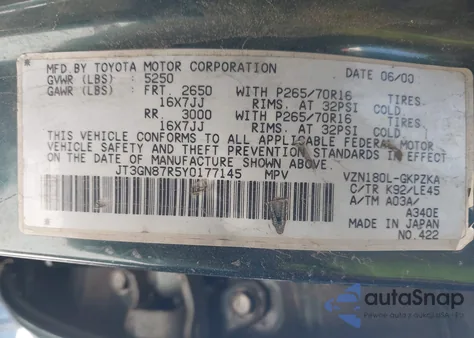 MFD. BY TOYOTA MOTOR CORPORATION DATE 06/00
GVWR (LBS) : 5250
GAWR (LBS) : FRT. 2650 WITH P265/70R16 TIRES
16X7JJ RIMS. AT 32PSI COLD
RR 3000 WITH P265/70R16 TIRES
16X7JJ RIMS. AT 32PSI COLD
THIS VEHICLE CONFORMS TO ALL APPLICABLE FEDERAL MOTOR
VEHICLE SAFETY AND THEFT PREVENTION STANDARDS IN EFFECT
ON THE DATE OF MANUFACTURE SHOWN ABOVE.
JT3GN87R5Y0177145 MPV VZN180L-GKPZKA
C/TR K92/LE45
A/TM A03A/
A340E
MADE IN JAPAN
NO.422
autoSnap